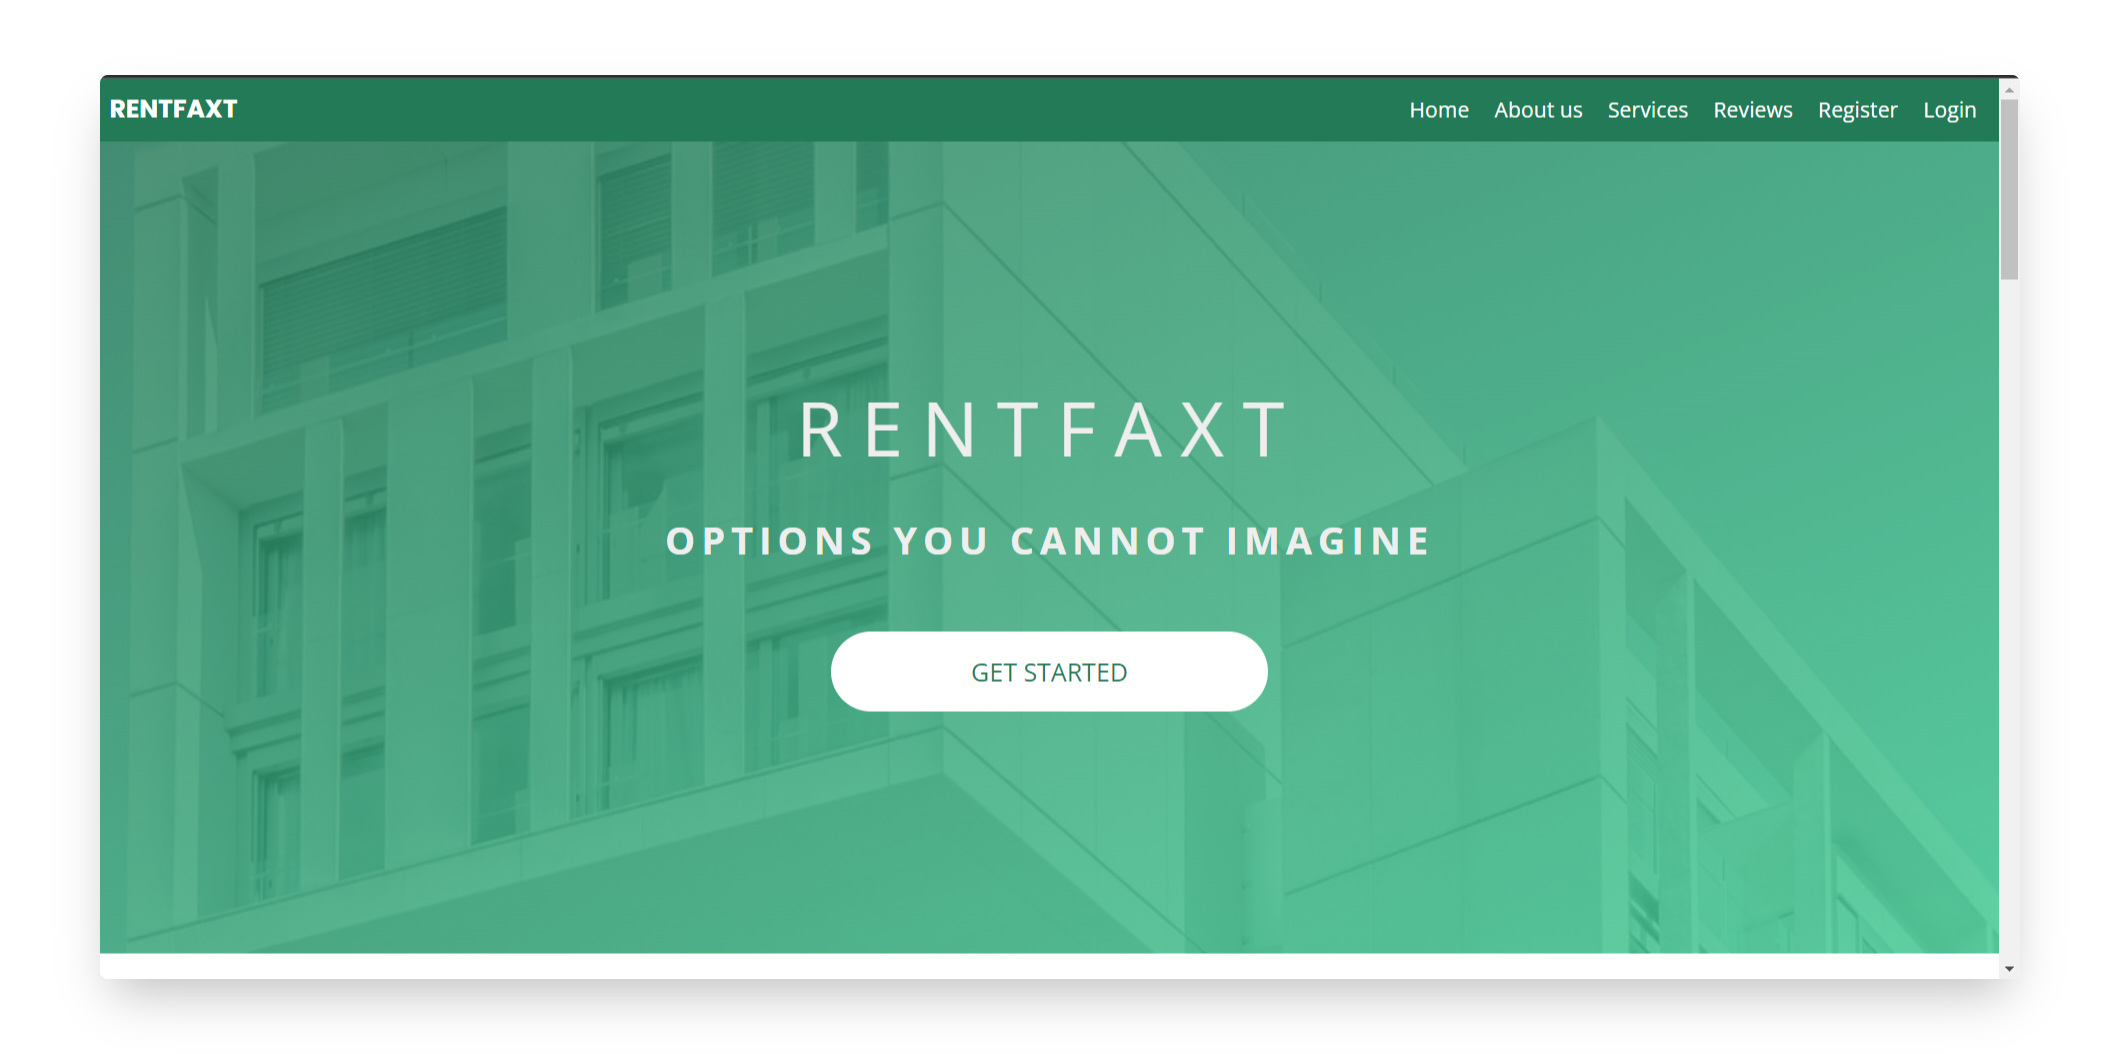 RENTFAXT
Home About us Services Reviews Register Login
RENTFAXT
OPTIONS YOU CANNOT IMAGINE
GET STARTED